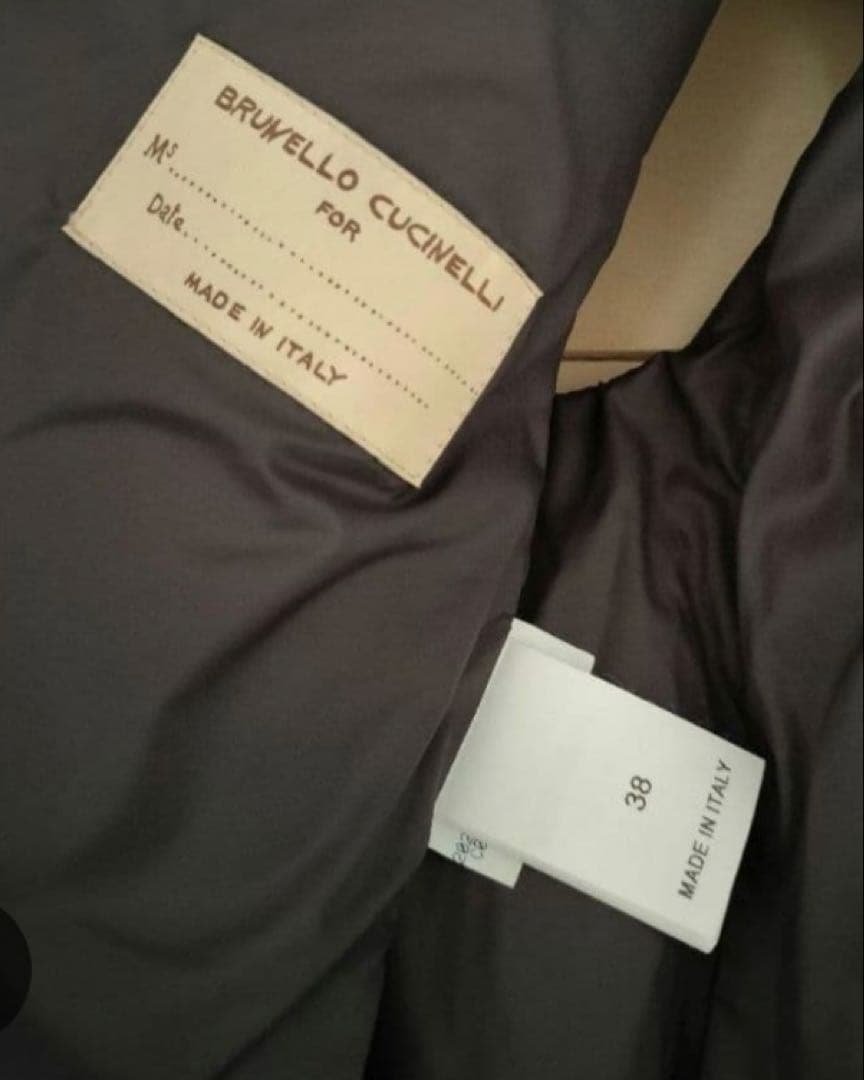 BRUNELLO CUCINELLI
FOR
Ms..................................
Date..................................
MADE IN ITALY
38
MADE IN ITALY